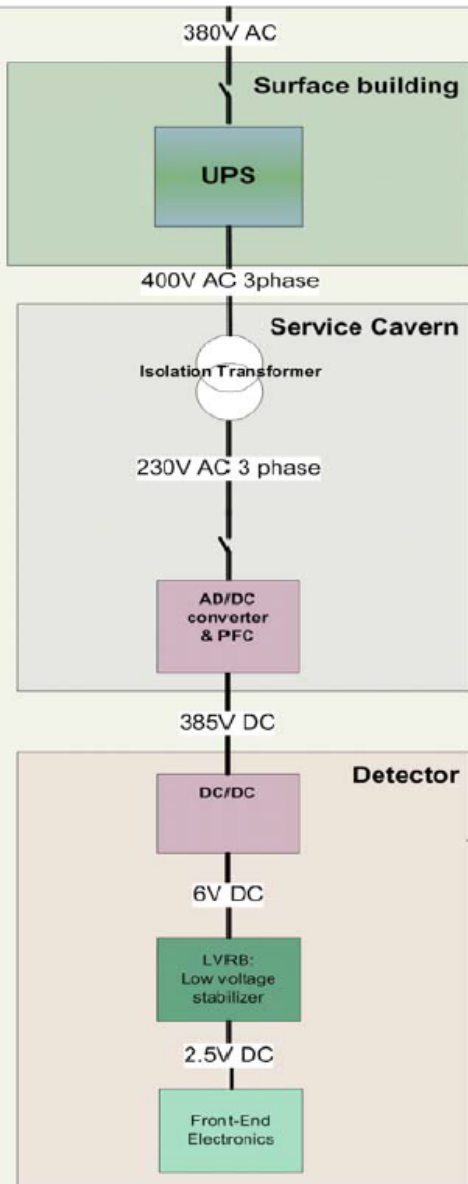 380V AC
Surface building
UPS
400V AC 3phase
Service Cavern
Isolation Transformer
230V AC 3 phase
AD/DC
converter
& PFC
385V DC
Detector
DC/DC
6V DC
LVRB:
Low voltage
stabilizer
2.5V DC
Front-End
Electronics